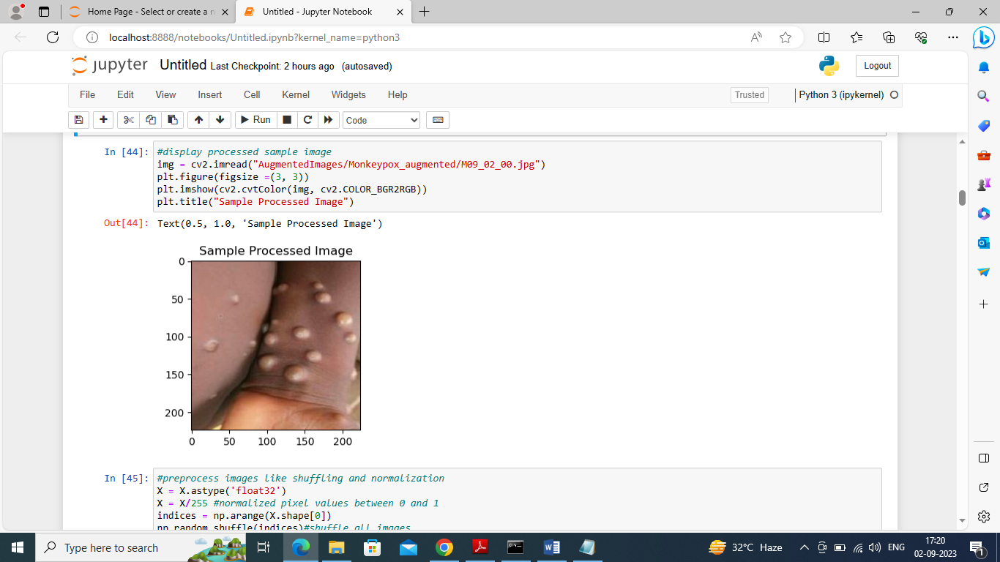 Home Page - Select or create a n
Untitled - Jupyter Notebook
localhost:8888/notebooks/Untitled.ipynb?kernel_name=python3
jupyter Untitled Last Checkpoint: 2 hours ago (autosaved)
Logout
File Edit View Insert Cell Kernel Widgets Help
Trusted
Python 3 (ipykernel)
Run
Code
In [44]:
#display processed sample image
img = cv2.imread("AugmentedImages/Monkeypox_augmented/M09_02_00.jpg")
plt.figure(figsize =(3, 3))
plt.imshow(cv2.cvtColor(img, cv2.COLOR_BGR2RGB))
plt.title("Sample Processed Image")
Out[44]: Text(0.5, 1.0, 'Sample Processed Image')
Sample Processed Image
0
50
100
150
200
0 50 100 150 200
In [45]:
#preprocess images like shuffling and normalization
X = X.astype('float32')
X = X/255 #normalized pixel values between 0 and 1
indices = np.arange(X.shape[0])
np.random.shuffle(indices)#shuffle all images
Type here to search
32°C Haze
ENG
17:20
02-09-2023
1